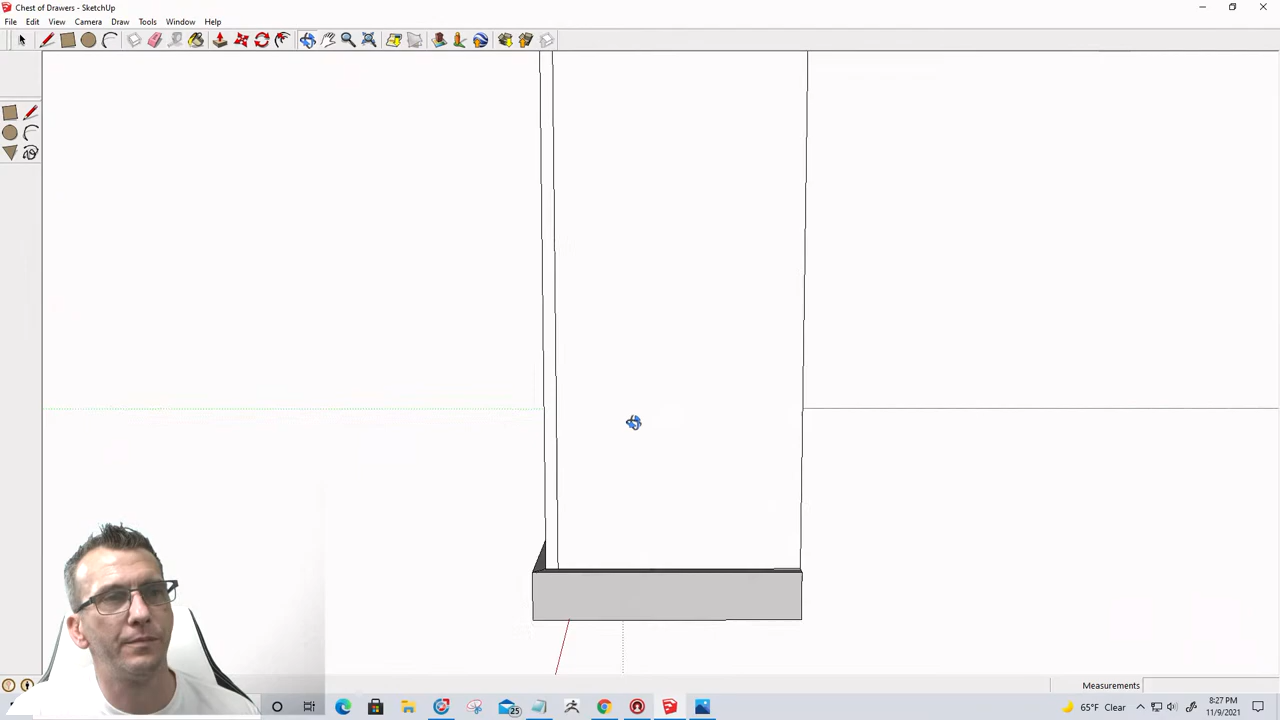 Chest of Drawers - SketchUp
File Edit View Camera Draw Tools Window Help
Measurements
25
65°F Clear
8:27 PM
11/9/2021